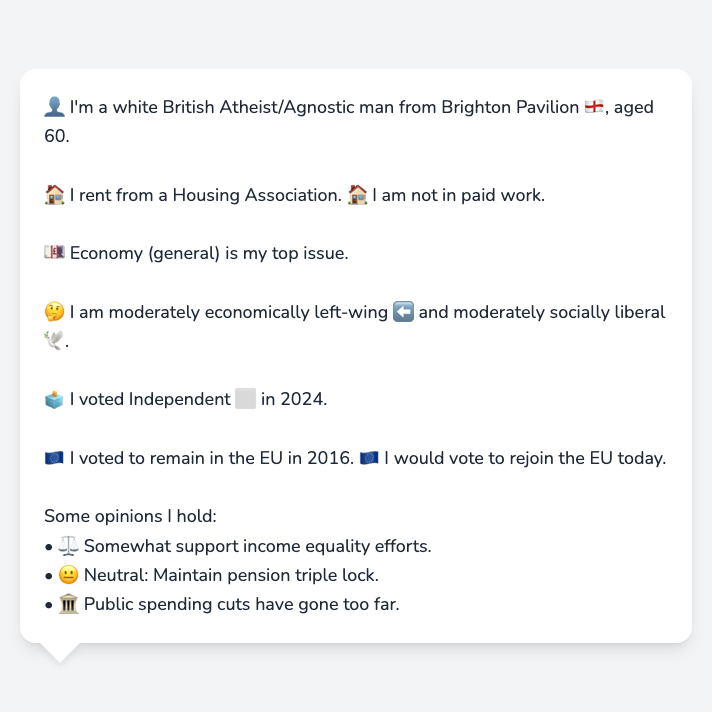 👤 I'm a white British Atheist/Agnostic man from Brighton Pavilion 🏴󠁧󠁢󠁥󠁮󠁧󠁿, aged
60.
🏠 I rent from a Housing Association. 🏠 I am not in paid work.
💷 Economy (general) is my top issue.
🤔 I am moderately economically left-wing ⬅️ and moderately socially liberal
🕊️.
🗳️ I voted Independent ⬜ in 2024.
🇪🇺 I voted to remain in the EU in 2016. 🇪🇺 I would vote to rejoin the EU today.
Some opinions I hold:
• ⚖️ Somewhat support income equality efforts.
• 😐 Neutral: Maintain pension triple lock.
• 🏛️ Public spending cuts have gone too far.